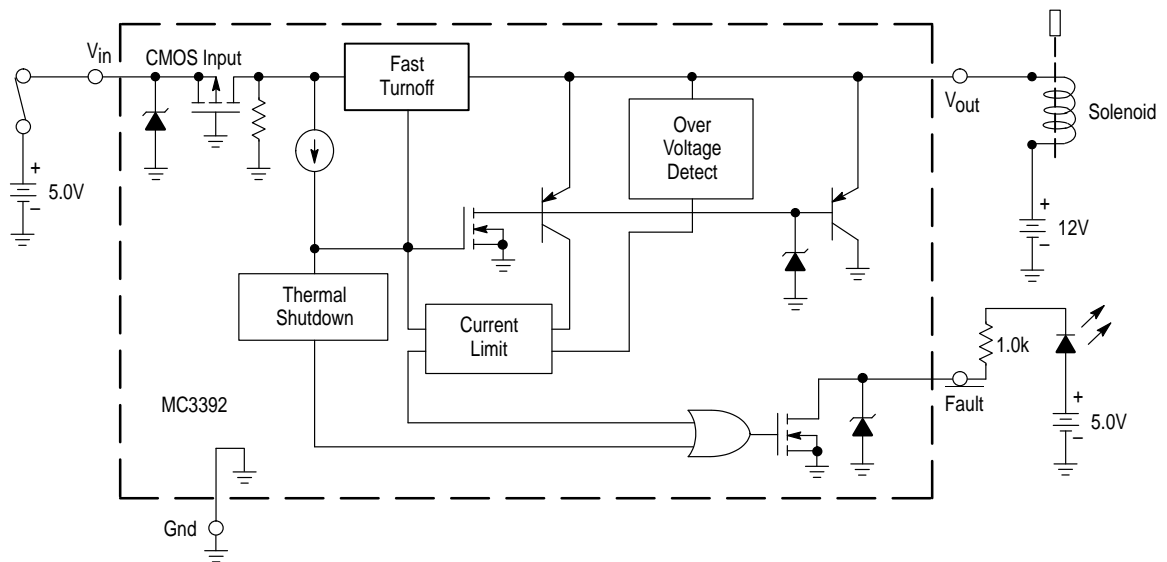 Vin
CMOS Input
Fast
Turnoff
Vout
Solenoid
Over
Voltage
Detect
+
5.0V
–
+
12V
–
Thermal
Shutdown
Current
Limit
1.0k
MC3392
Fault
+
5.0V
–
Gnd